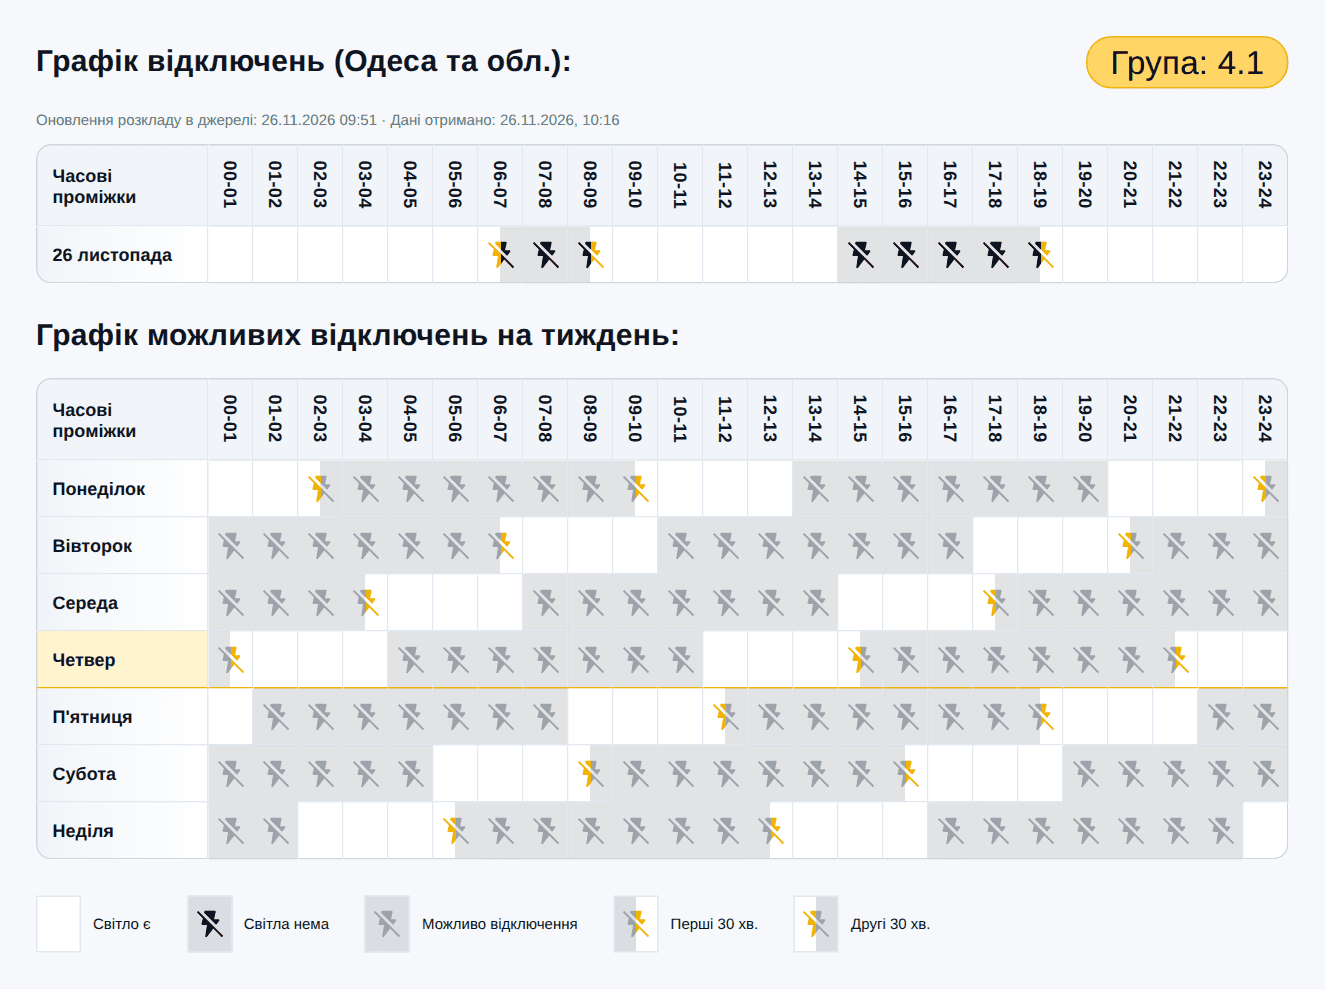 Графік відключень (Одеса та обл.):
Група: 4.1
Оновлення розкладу в джерелі: 26.11.2026 09:51 · Дані отримано: 26.11.2026, 10:16
Часові проміжки 00-01 01-02 02-03 03-04 04-05 05-06 06-07 07-08 08-09 09-10 10-11 11-12 12-13 13-14 14-15 15-16 16-17 17-18 18-19 19-20 20-21 21-22 22-23 23-24
26 листопада
Графік можливих відключень на тиждень:
Часові проміжки 00-01 01-02 02-03 03-04 04-05 05-06 06-07 07-08 08-09 09-10 10-11 11-12 12-13 13-14 14-15 15-16 16-17 17-18 18-19 19-20 20-21 21-22 22-23 23-24
Понеділок
Вівторок
Середа
Четвер
П'ятниця
Субота
Неділя
Світло є Світла нема Можливо відключення Перші 30 хв. Другі 30 хв.